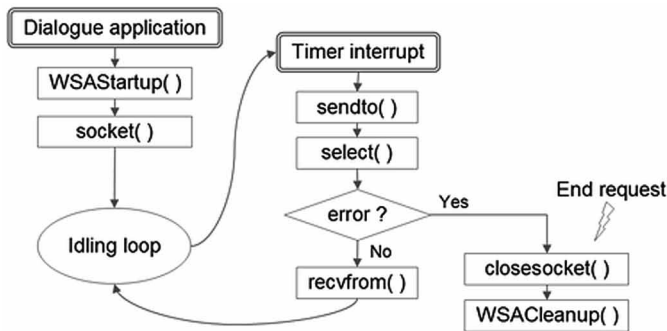 Dialogue application
WSAStartup( )
socket( )
Idling loop
Timer interrupt
sendto( )
select( )
error ?
Yes
No
recvfrom( )
End request
closesocket( )
WSACleanup( )